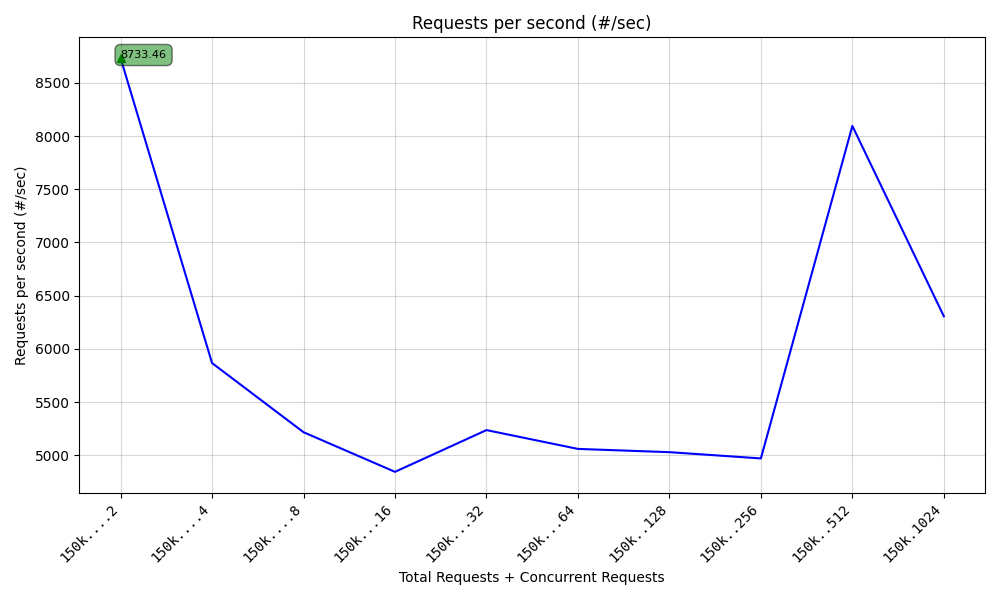 Requests per second (#/sec)
8733.46
8500
8000
7500
7000
6500
6000
5500
5000
Requests per second (#/sec)
150k....2
150k....4
150k....8
150k...16
150k...32
150k...64
150k..128
150k..256
150k..512
150k.1024
Total Requests + Concurrent Requests